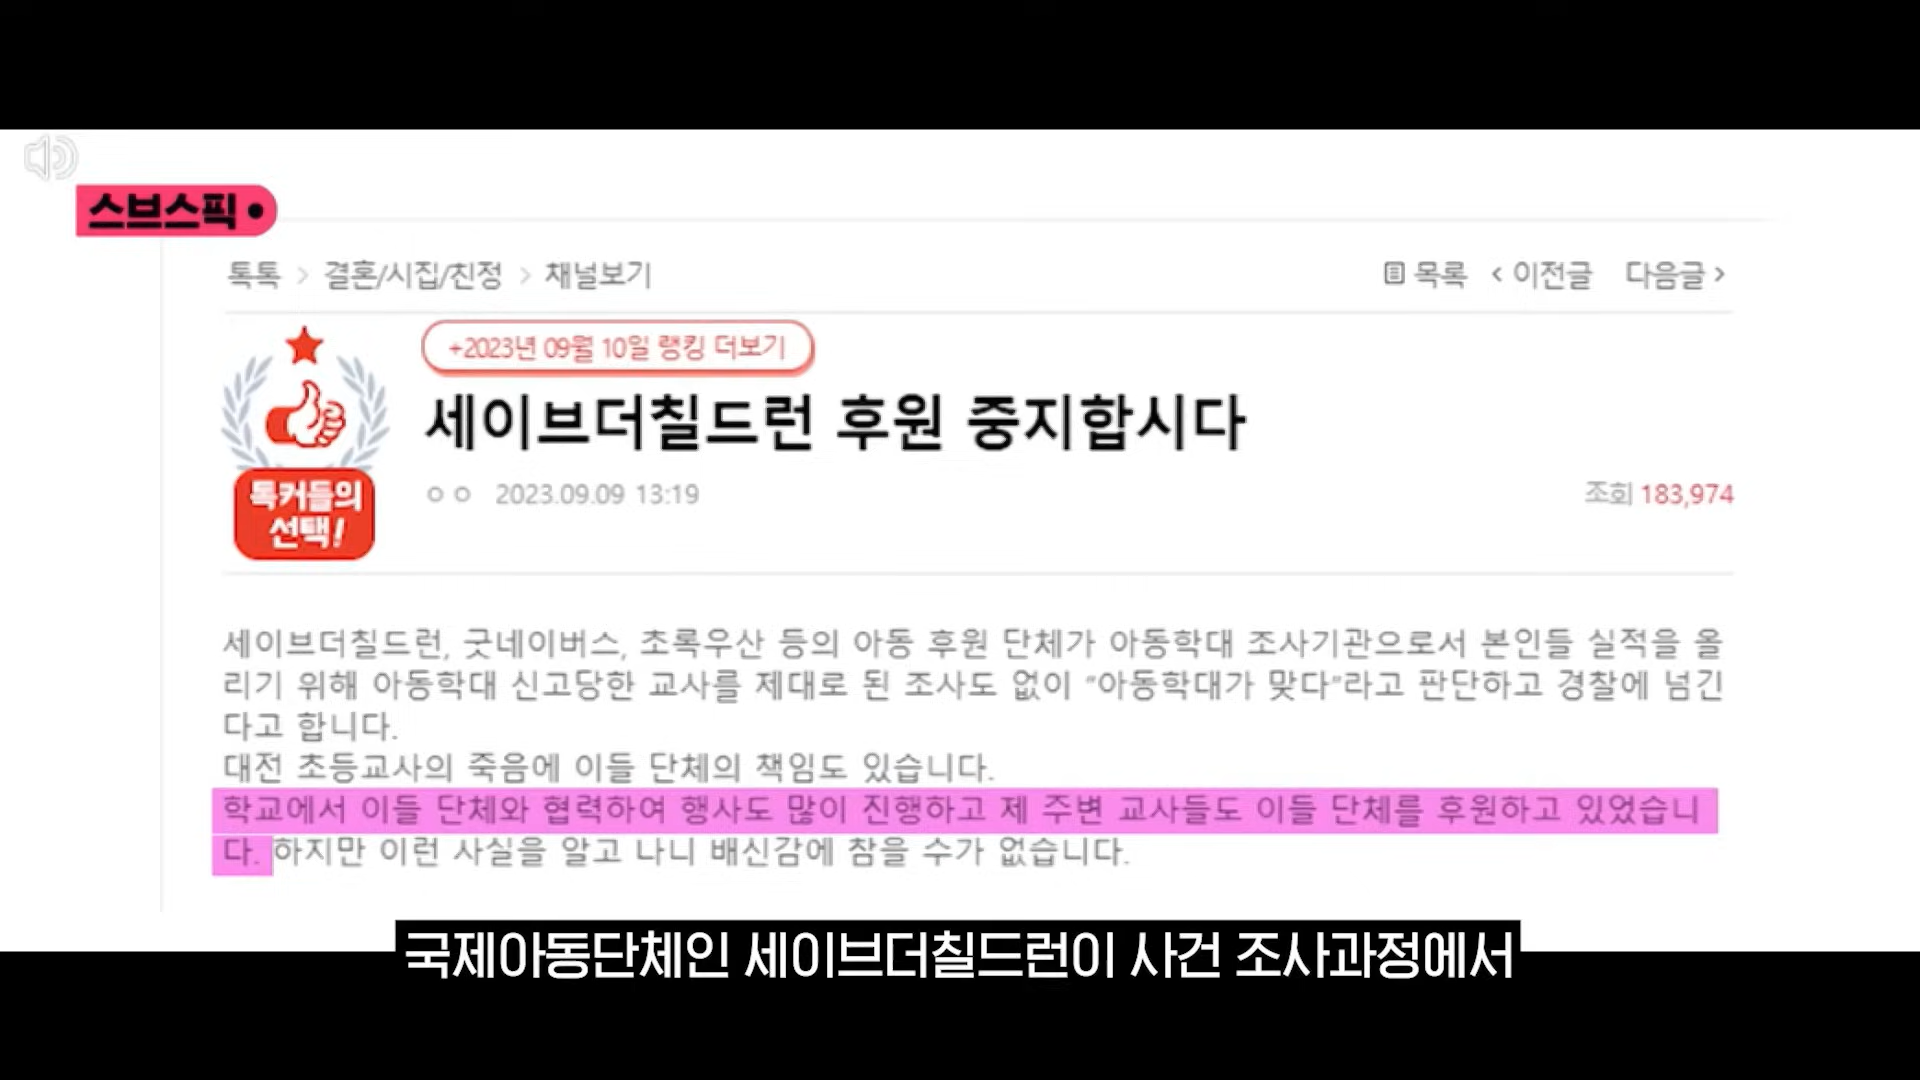 스브스픽
톡톡 > 결혼/시집/친정 > 채널보기
목록 < 이전글 다음글 >
+2023년 09월 10일 랭킹 더보기
세이브더칠드런 후원 중지합시다
톡커들의
선택!
ㅇㅇ 2023.09.09 13:19
조회 183,974
세이브더칠드런, 굿네이버스, 초록우산 등의 아동 후원 단체가 아동학대 조사기관으로서 본인들 실적을 올
리기 위해 아동학대 신고당한 교사를 제대로 된 조사도 없이 "아동학대가 맞다"라고 판단하고 경찰에 넘긴
다고 합니다.
대전 초등교사의 죽음에 이들 단체의 책임도 있습니다.
학교에서 이들 단체와 협력하여 행사도 많이 진행하고 제 주변 교사들도 이들 단체를 후원하고 있었습니
다. 하지만 이런 사실을 알고 나니 배신감에 참을 수가 없습니다.
국제아동단체인 세이브더칠드런이 사건 조사과정에서